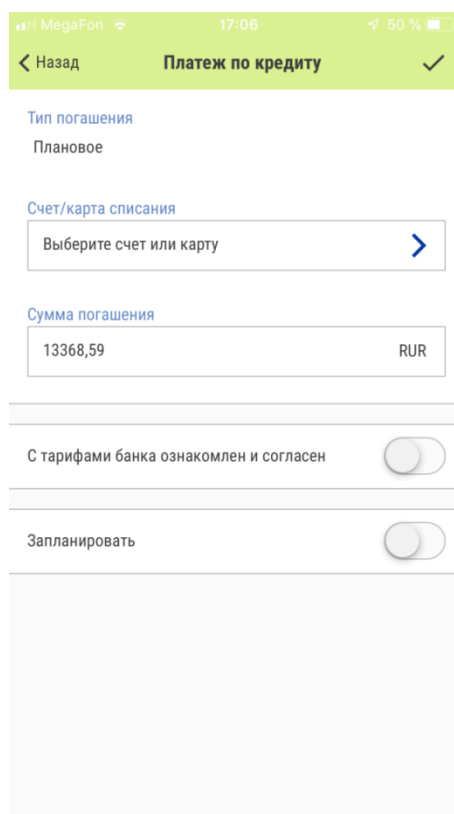 MegaFon 17:06 50 %
Назад Платеж по кредиту
Тип погашения
Плановое
Счет/карта списания
Выберите счет или карту
Сумма погашения
13368,59 RUR
С тарифами банка ознакомлен и согласен
Запланировать